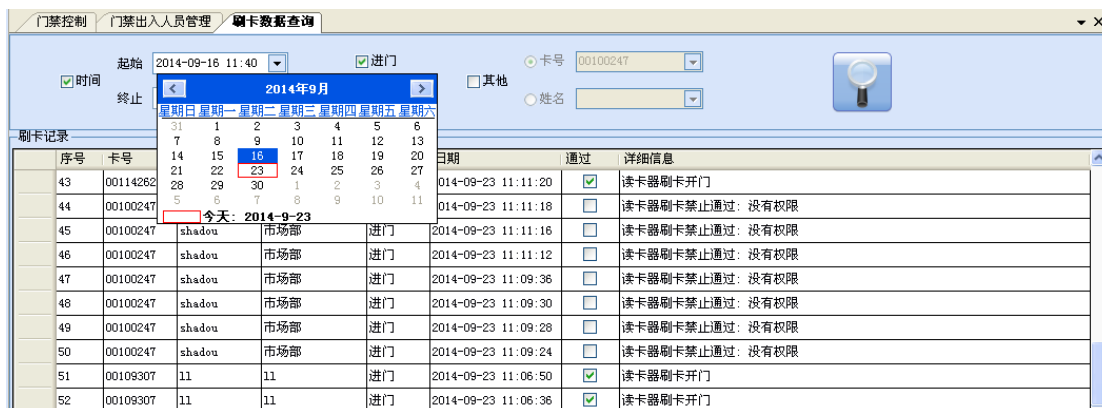 门禁控制 门禁出入人员管理 刷卡数据查询
起始 2014-09-16 11:40 进门 卡号 00100247
时间 其他
终止 姓名
2014年9月
星期日 星期一 星期二 星期三 星期四 星期五 星期六
31 1 2 3 4 5 6
7 8 9 10 11 12 13
14 15 16 17 18 19 20
21 22 23 24 25 26 27
28 29 30 1 2 3 4
5 6 7 8 9 10 11
今天: 2014-9-23
刷卡记录
序号 卡号 日期 通过 详细信息
43 00114262 014-09-23 11:11:20 读卡器刷卡开门
44 00100247 014-09-23 11:11:18 读卡器刷卡禁止通过: 没有权限
45 00100247 shadou 市场部 进门 2014-09-23 11:11:16 读卡器刷卡禁止通过: 没有权限
46 00100247 shadou 市场部 进门 2014-09-23 11:11:12 读卡器刷卡禁止通过: 没有权限
47 00100247 shadou 市场部 进门 2014-09-23 11:09:36 读卡器刷卡禁止通过: 没有权限
48 00100247 shadou 市场部 进门 2014-09-23 11:09:30 读卡器刷卡禁止通过: 没有权限
49 00100247 shadou 市场部 进门 2014-09-23 11:09:28 读卡器刷卡禁止通过: 没有权限
50 00100247 shadou 市场部 进门 2014-09-23 11:09:24 读卡器刷卡禁止通过: 没有权限
51 00109307 ll ll 进门 2014-09-23 11:06:50 读卡器刷卡开门
52 00109307 ll ll 进门 2014-09-23 11:06:36 读卡器刷卡开门